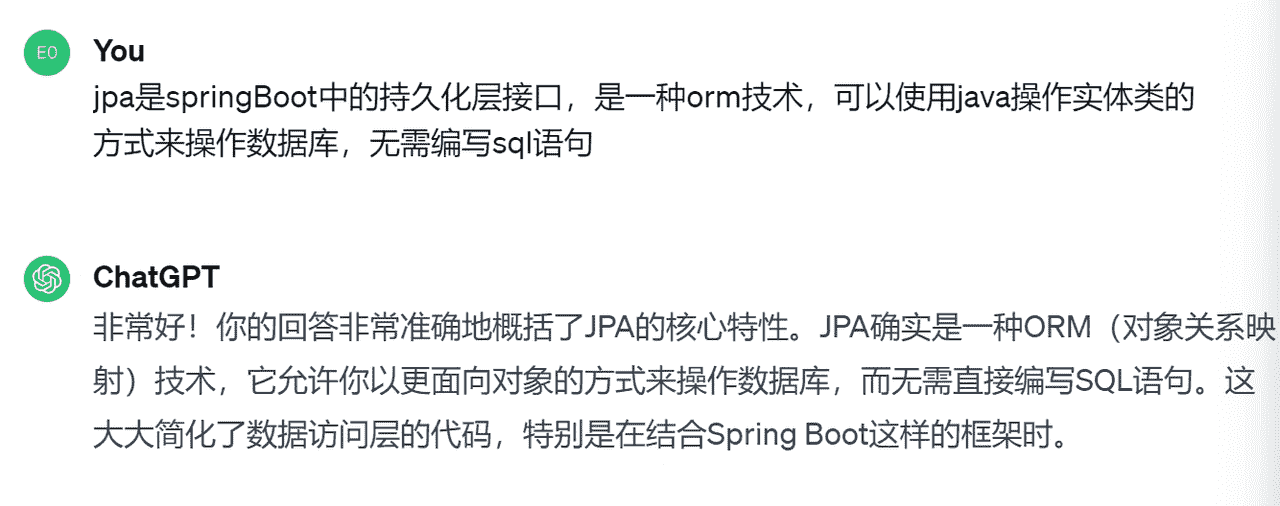 E0
You
jpa是springBoot中的持久化层接口，是一种orm技术，可以使用java操作实体类的
方式来操作数据库，无需编写sql语句
ChatGPT
非常好！你的回答非常准确地概括了JPA的核心特性。JPA确实是一种ORM（对象关系映
射）技术，它允许你以更面向对象的方式来操作数据库，而无需直接编写SQL语句。这
大大简化了数据访问层的代码，特别是在结合Spring Boot这样的框架时。